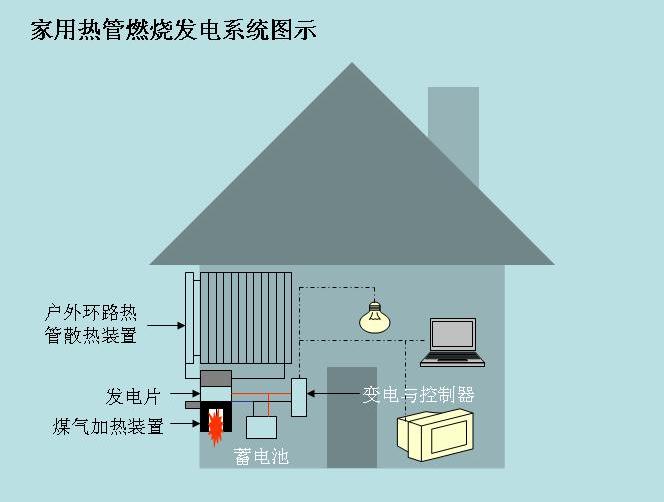 家用热管燃烧发电系统图示
户外环路热
管散热装置
发电片
变电与控制器
煤气加热装置
蓄电池